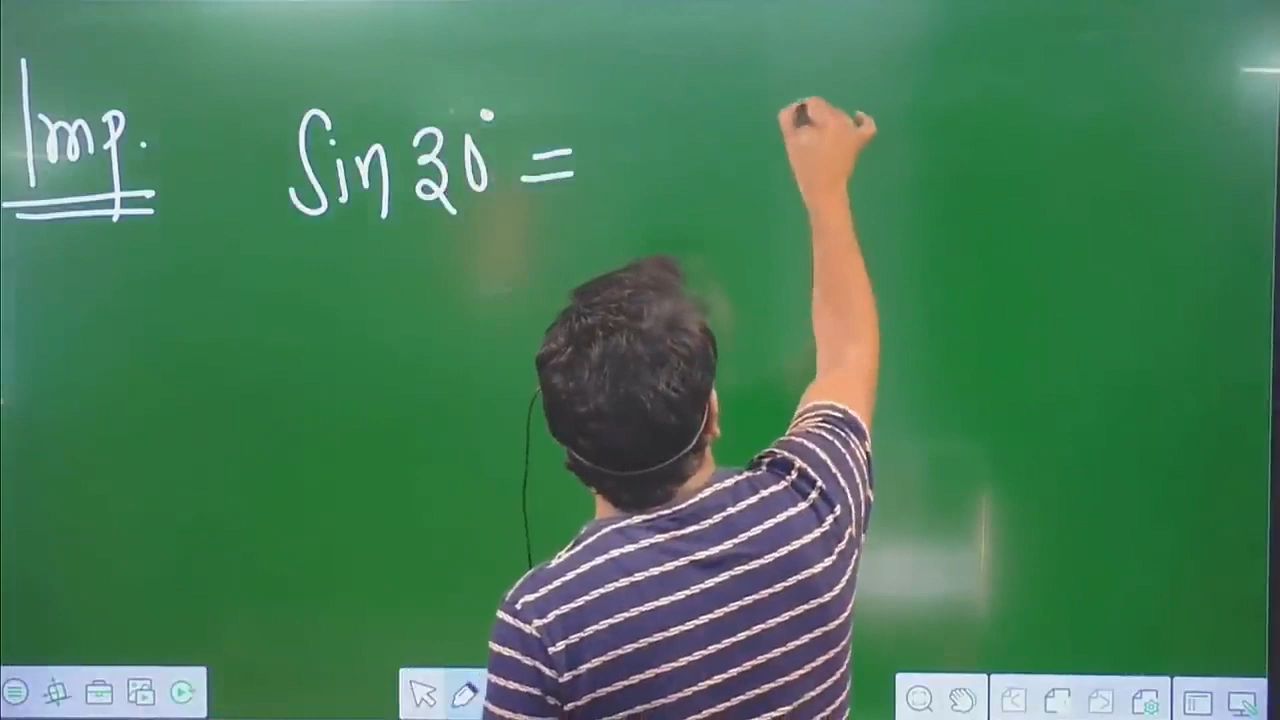 Imp.
Sin 30° =